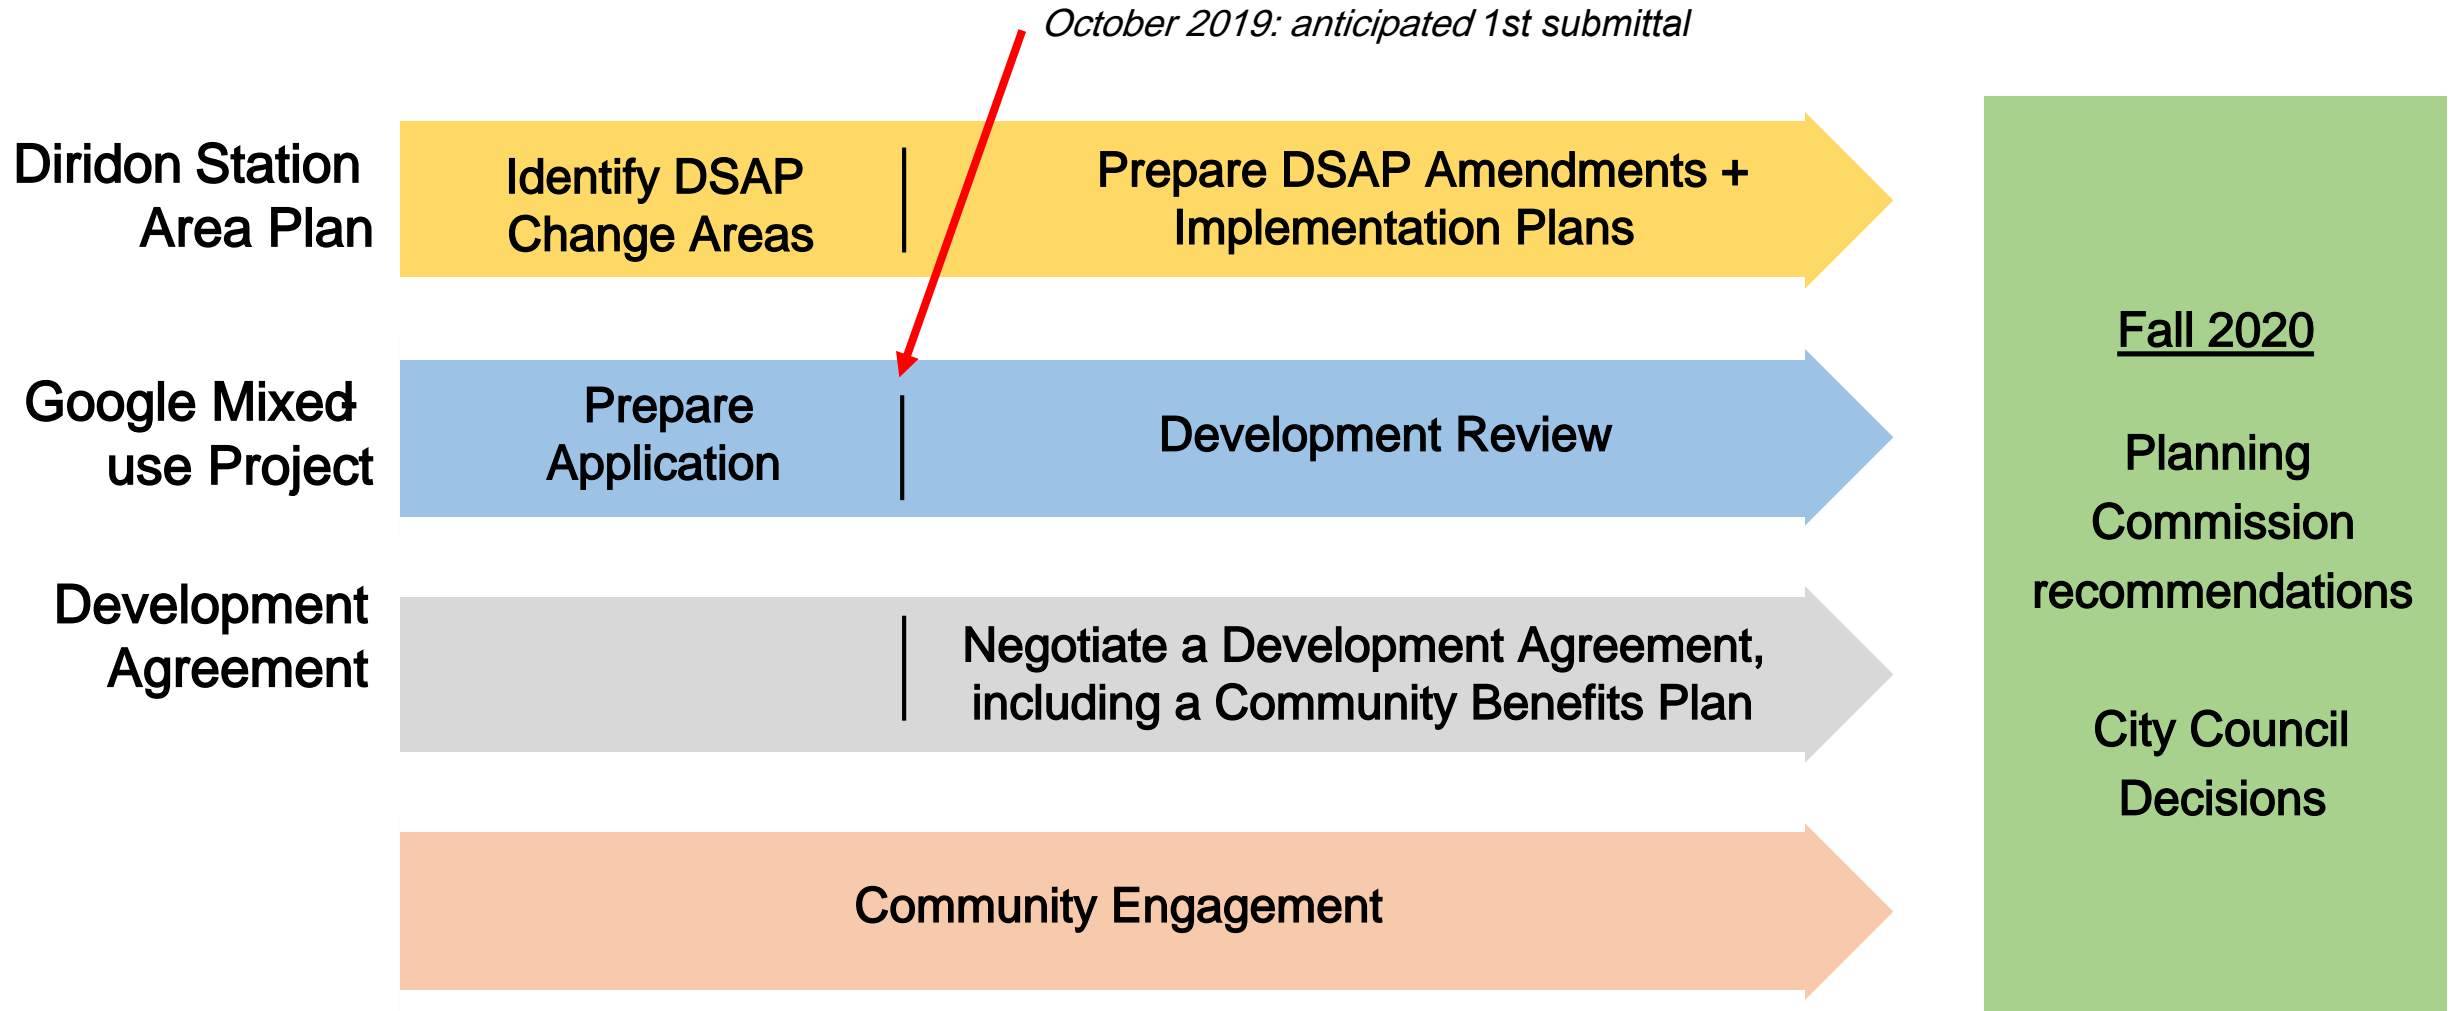 October 2019: anticipated 1st submittal
Diridon Station
Area Plan
Identify DSAP
Change Areas
Prepare DSAP Amendments +
Implementation Plans
Google Mixed-
use Project
Prepare
Application
Development Review
Development
Agreement
Negotiate a Development Agreement,
including a Community Benefits Plan
Community Engagement
Fall 2020
Planning
Commission
recommendations
City Council
Decisions